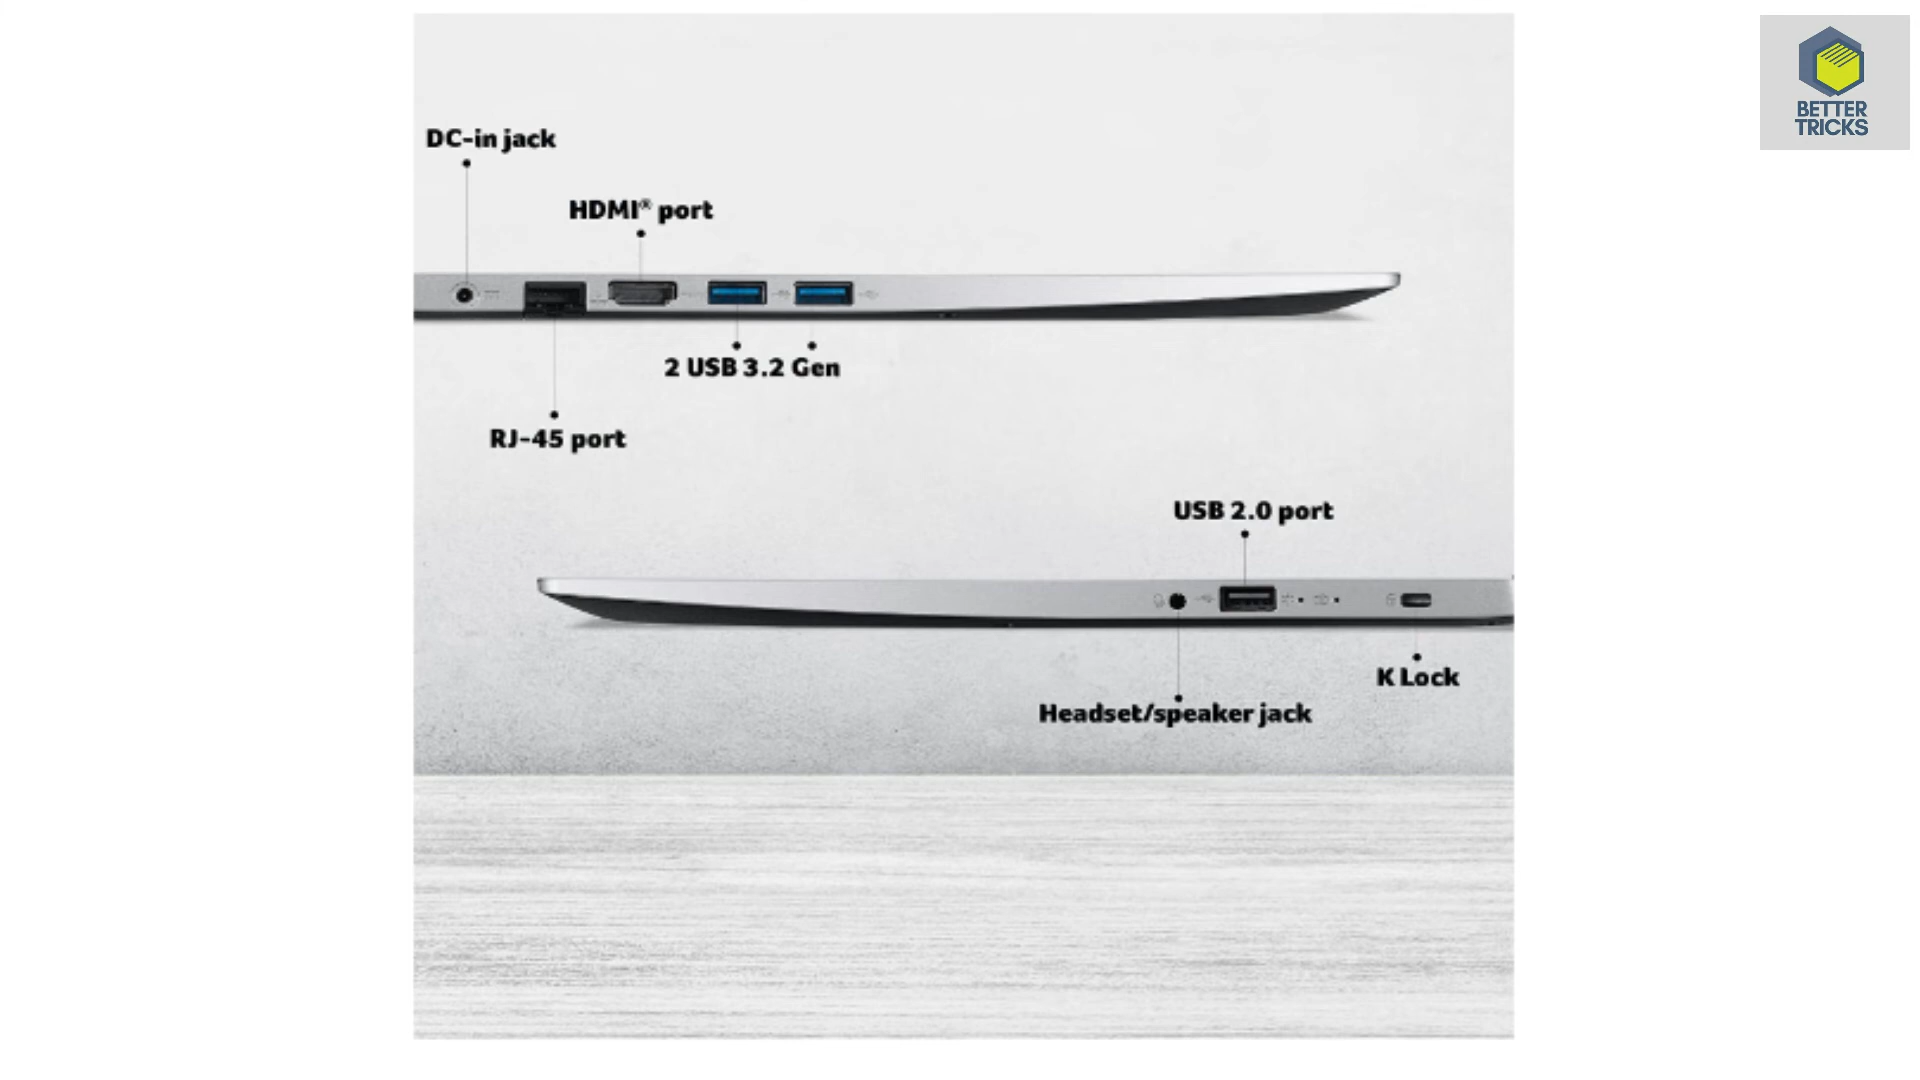 BETTER
TRICKS
DC-in jack
HDMI® port
2 USB 3.2 Gen
RJ-45 port
USB 2.0 port
K Lock
Headset/speaker jack